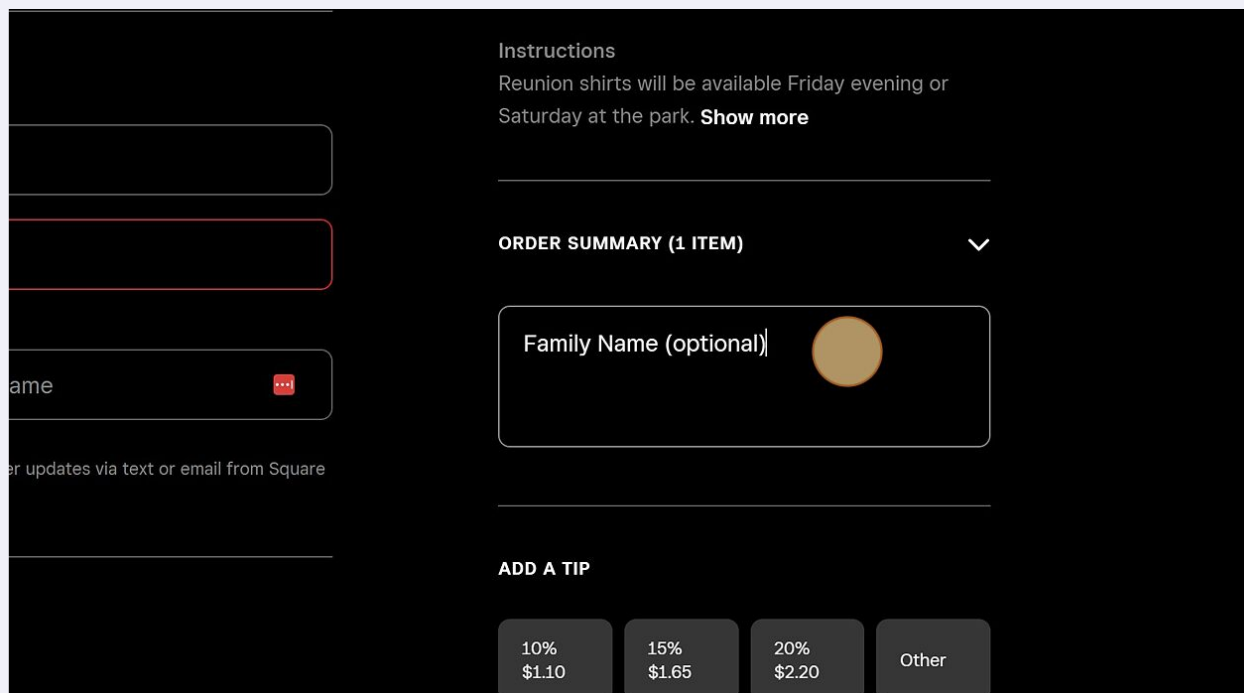 Instructions
Reunion shirts will be available Friday evening or
Saturday at the park. Show more
ORDER SUMMARY (1 ITEM)
Family Name (optional)
ame
er updates via text or email from Square
ADD A TIP
10%
$1.10
15%
$1.65
20%
$2.20
Other